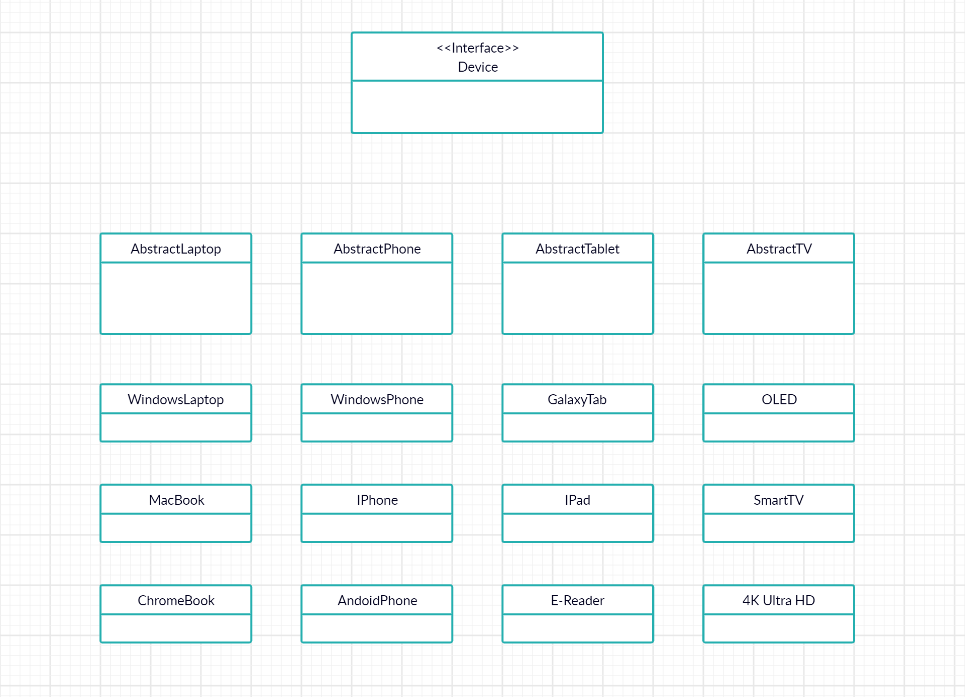 <<Interface>>
Device
AbstractLaptop
AbstractPhone
AbstractTablet
AbstractTV
WindowsLaptop
WindowsPhone
GalaxyTab
OLED
MacBook
IPhone
IPad
SmartTV
ChromeBook
AndoidPhone
E-Reader
4K Ultra HD